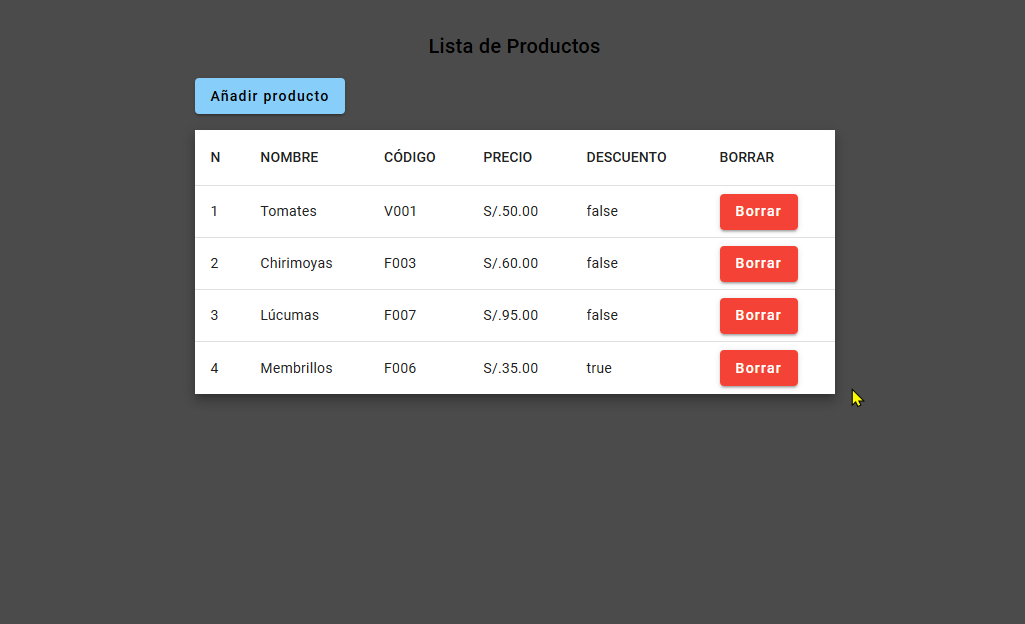 Lista de Productos
Añadir producto
N NOMBRE CÓDIGO PRECIO DESCUENTO BORRAR
1 Tomates V001 S/.50.00 false Borrar
2 Chirimoyas F003 S/.60.00 false Borrar
3 Lúcumas F007 S/.95.00 false Borrar
4 Membrillos F006 S/.35.00 true Borrar